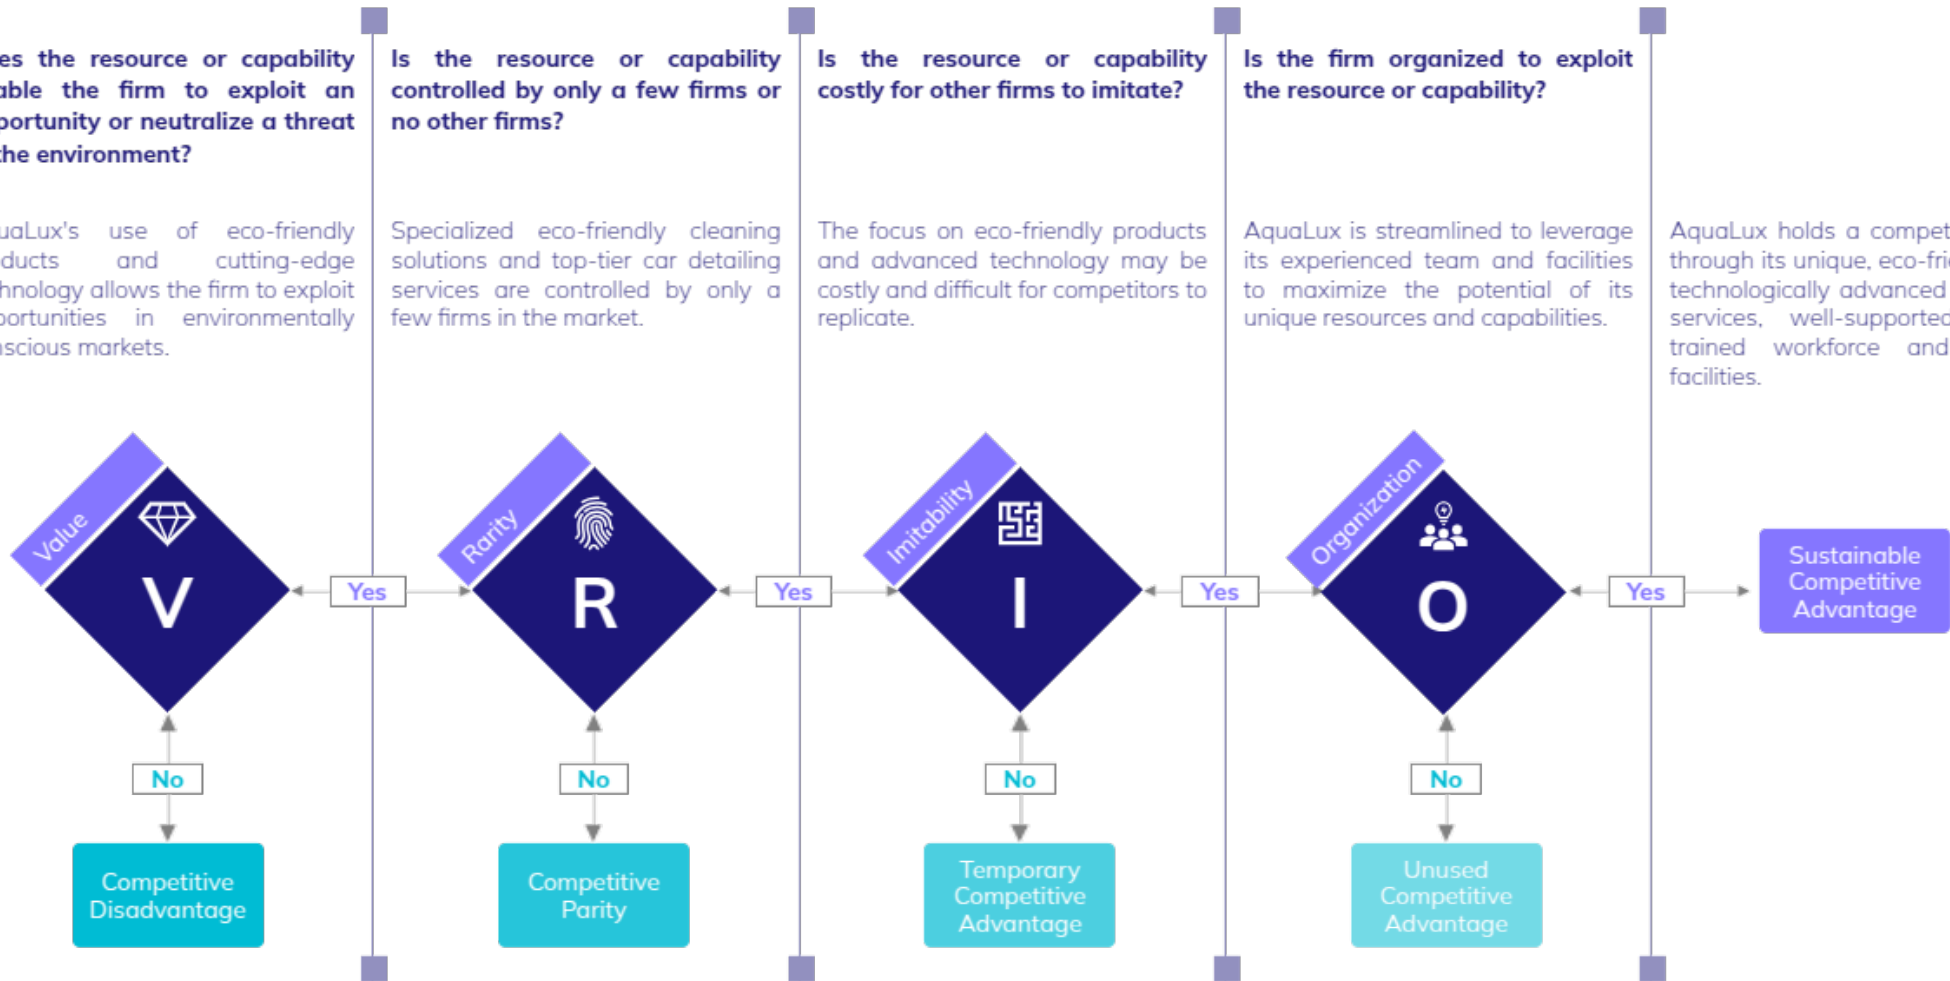 es the resource or capability
able the firm to exploit an
portunity or neutralize a threat
the environment?
Is the resource or capability
controlled by only a few firms or
no other firms?
Is the resource or capability
costly for other firms to imitate?
Is the firm organized to exploit
the resource or capability?
uaLux's use of eco-friendly
ducts and cutting-edge
hnology allows the firm to exploit
portunities in environmentally
nscious markets.
Specialized eco-friendly cleaning
solutions and top-tier car detailing
services are controlled by only a
few firms in the market.
The focus on eco-friendly products
and advanced technology may be
costly and difficult for competitors to
replicate.
AquaLux is streamlined to leverage
its experienced team and facilities
to maximize the potential of its
unique resources and capabilities.
AquaLux holds a compet
through its unique, eco-frie
technologically advanced
services, well-supported
trained workforce and
facilities.
Value
V
Yes
Rarity
R
Yes
Imitability
I
Yes
Organization
O
Yes
Sustainable
Competitive
Advantage
No
No
No
No
Competitive
Disadvantage
Competitive
Parity
Temporary
Competitive
Advantage
Unused
Competitive
Advantage